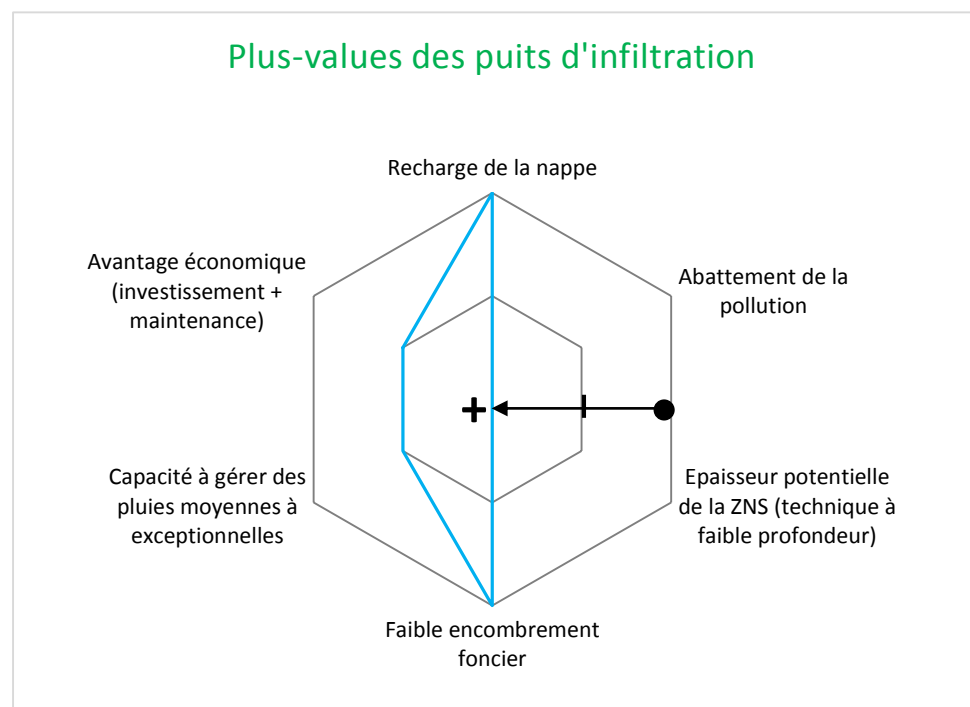 Plus-values des puits d'infiltration
Recharge de la nappe
Avantage économique
(investissement +
maintenance)
Abattement de la
pollution
+
Capacité à gérer des
pluies moyennes à
exceptionnelles
Epaisseur potentielle
de la ZNS (technique à
faible profondeur)
Faible encombrement
foncier